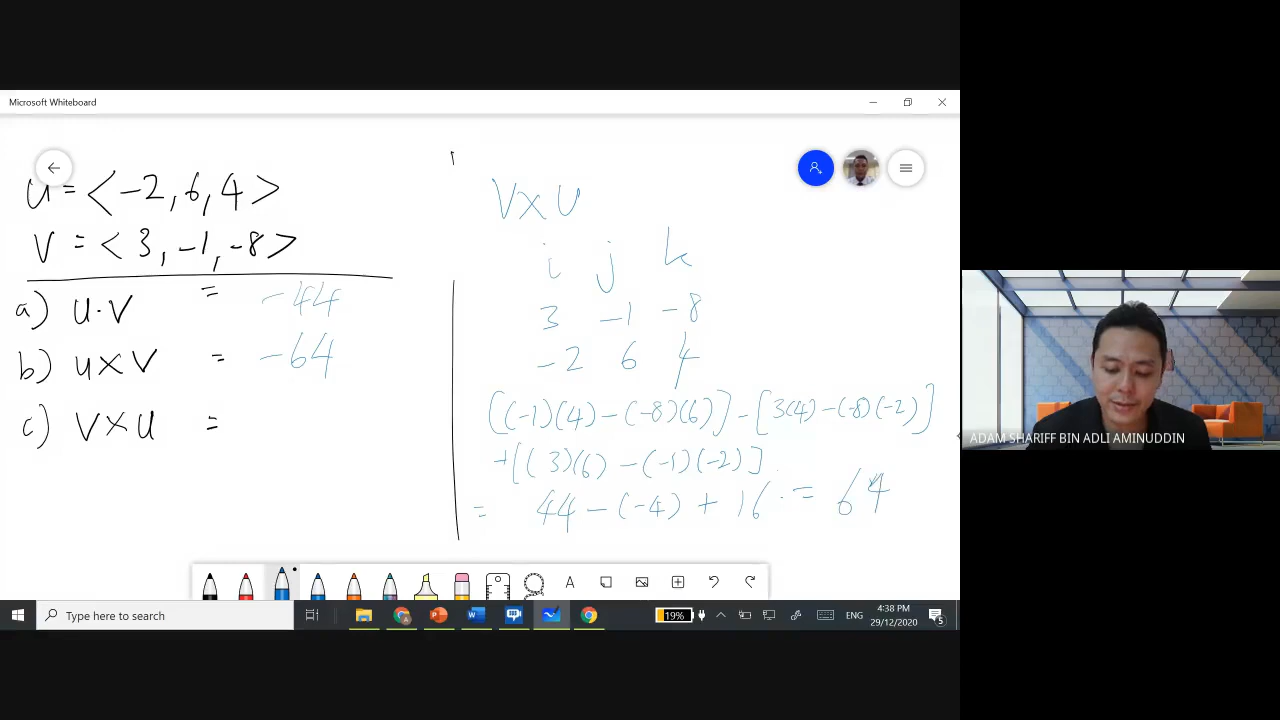 Microsoft Whiteboard
U = < -2, 6, 4 >
V = < 3, -1, -8 >
a) U · V = -44
b) U × V = -64
c) V × U =
V × U
i j k
3 -1 -8
-2 6 4
[(-1)(4) - (-8)(6)] - [3(4) - (-8)(-2)]
+[(3)(6) - (-1)(-2)]
= 44 - (-4) + 16 = 64
ADAM SHARIFF BIN ADLI AMINUDDIN
A
Type here to search
19%
ENG
4:38 PM
29/12/2020
5